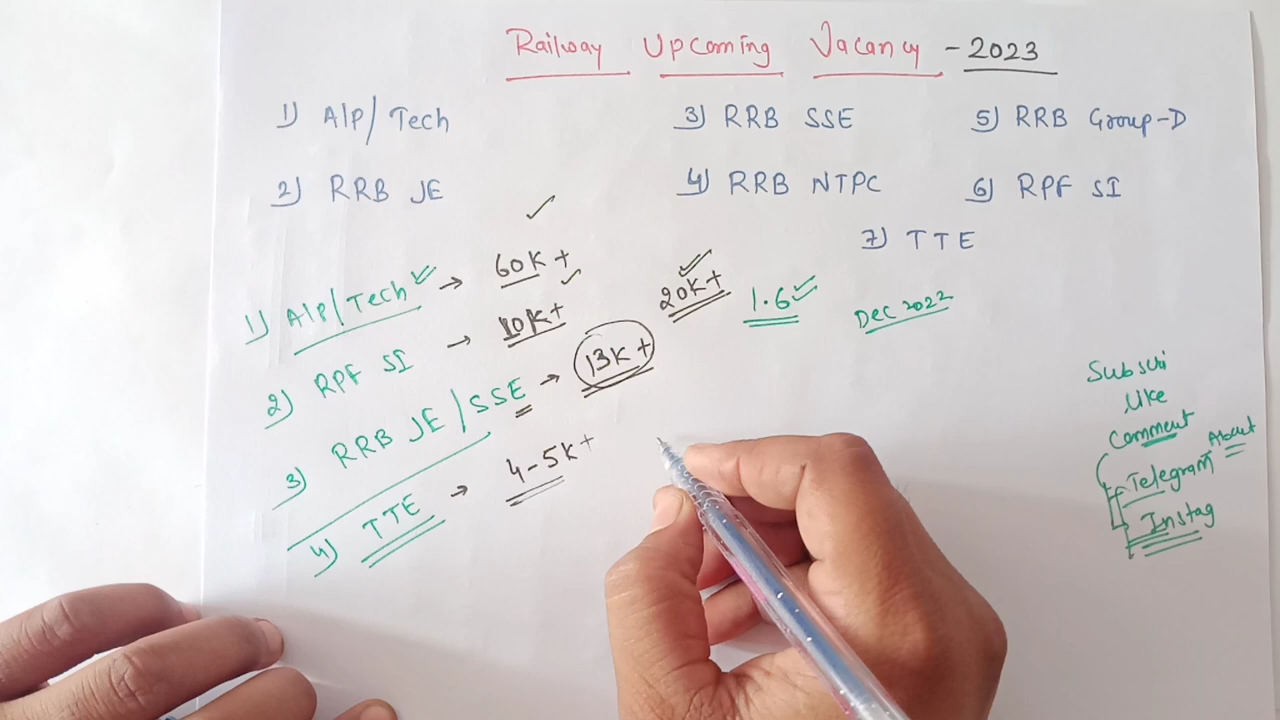 Railway Upcoming Vacancy - 2023
1) Alp/Tech
2) RRB JE
3) RRB SSE
4) RRB NTPC
5) RRB Group-D
6) RPF SI
7) TTE
1) Alp/Tech → 60K+
2) RPF SI → 10K+
3) RRB JE/SSE → 13K+
4) TTE → 4-5K+
20K+
1.6
Dec 2022
Subscri
Like
Comment
Telegram About
Instag